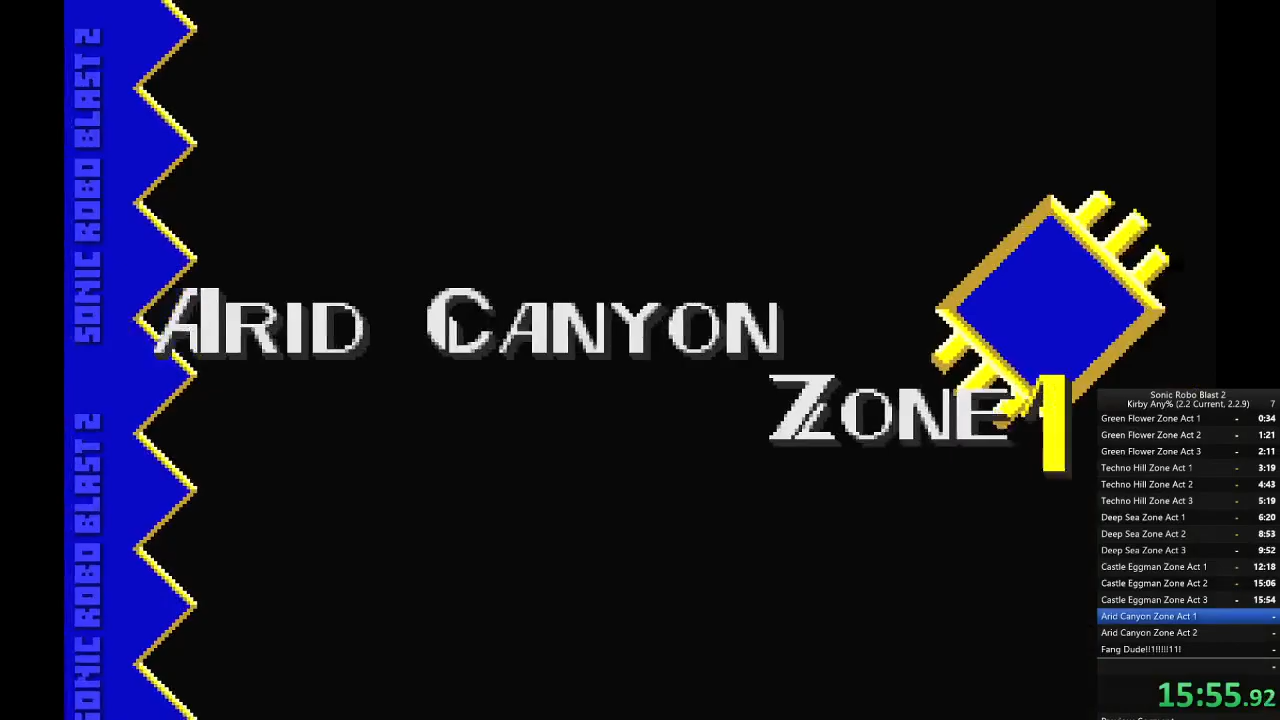 SONIC ROBO BLAST 2
SONIC ROBO BLAST 2
ARID CANYON
ZONE 1
Sonic Robo Blast 2
Kirby Any% (2.2 Current, 2.2.9) 7
Green Flower Zone Act 1 - 0:34
Green Flower Zone Act 2 - 1:21
Green Flower Zone Act 3 - 2:11
Techno Hill Zone Act 1 - 3:19
Techno Hill Zone Act 2 - 4:43
Techno Hill Zone Act 3 - 5:19
Deep Sea Zone Act 1 - 6:20
Deep Sea Zone Act 2 - 8:53
Deep Sea Zone Act 3 - 9:52
Castle Eggman Zone Act 1 - 12:18
Castle Eggman Zone Act 2 - 15:06
Castle Eggman Zone Act 3 - 15:54
Arid Canyon Zone Act 1 -
Arid Canyon Zone Act 2 -
Fang Dude!!1!!!!!11! -
-
15:55.92